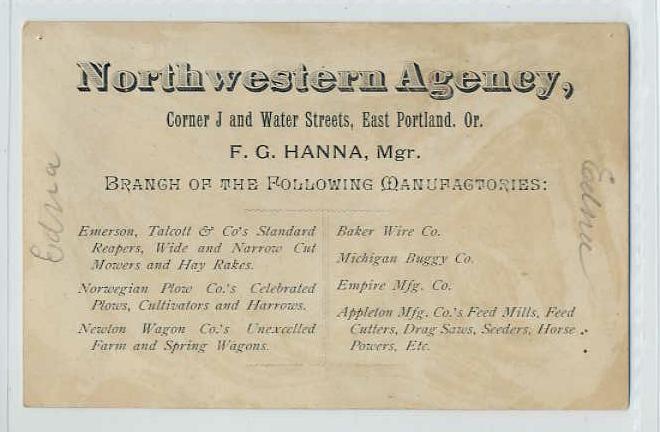 Northwestern Agency,
Corner J and Water Streets, East Portland. Or.
F. G. HANNA, Mgr.
BRANCH OF THE FOLLOWING MANUFACTORIES:
Emerson, Talcott & Co's Standard
Reapers, Wide and Narrow Cut
Mowers and Hay Rakes.
Norwegian Plow Co.'s Celebrated
Plows, Cultivators and Harrows.
Newton Wagon Co.'s Unexcelled
Farm and Spring Wagons.
Baker Wire Co.
Michigan Buggy Co.
Empire Mfg. Co.
Appleton Mfg. Co.'s Feed Mills, Feed
Cutters, Drag Saws, Seeders, Horse
Powers, Etc.
Edna
Edna